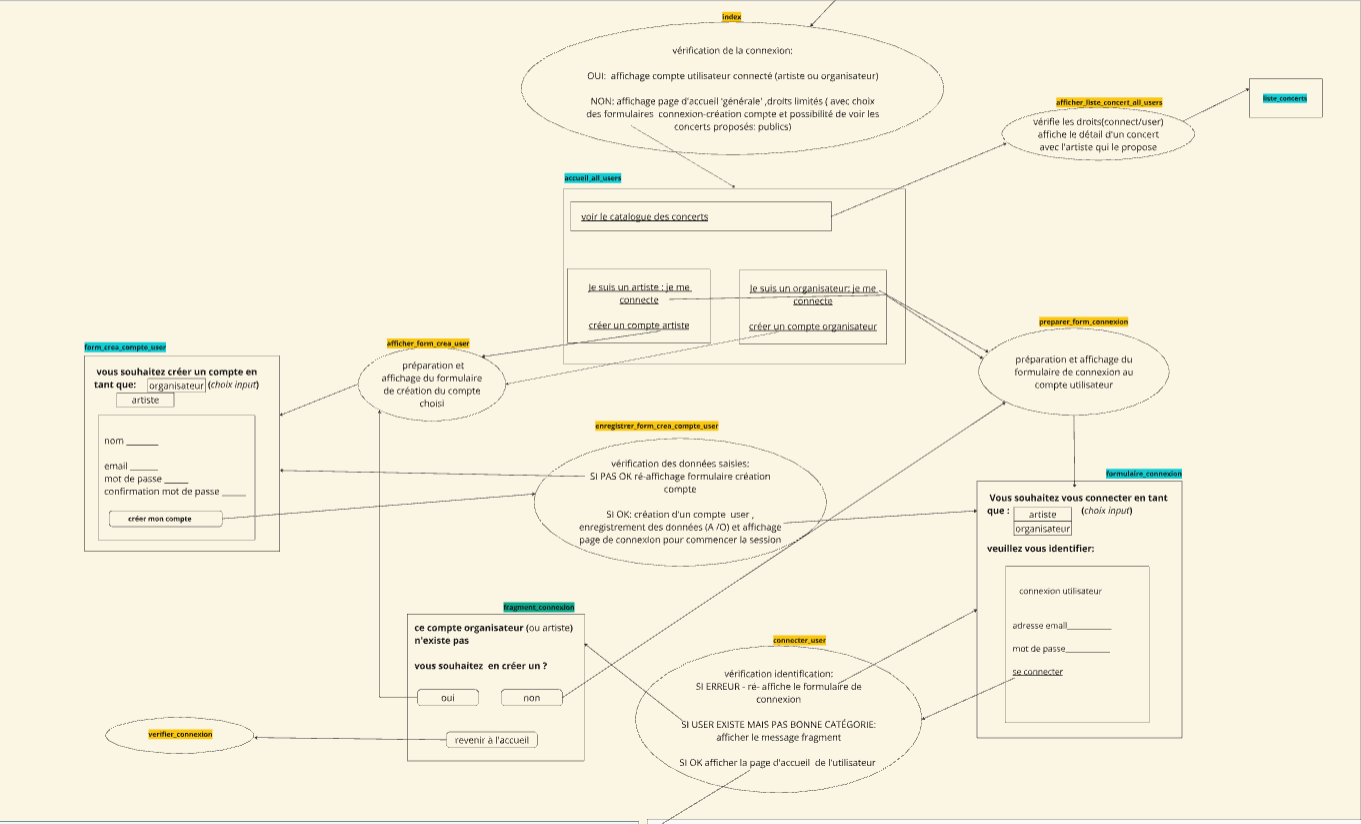 index
vérification de la connexion:
OUI: affichage compte utilisateur connecté (artiste ou organisateur)
NON: affichage page d'accueil 'générale' ,droits limités ( avec choix
des formulaires connexion-création compte et possibilité de voir les
concerts proposés: publics)
afficher_liste_concert_all_users
vérifie les droits(connect/user)
affiche le détail d'un concert
avec l'artiste qui le propose
liste_concerts
accueil_all_users
voir le catalogue des concerts
Je suis un artiste : je me
connecte
créer un compte artiste
Je suis un organisateur: je me
connecte
créer un compte organisateur
preparer_form_connexion
préparation et affichage du
formulaire de connexion au
compte utilisateur
afficher_form_crea_user
préparation et
affichage du formulaire
de création du compte
choisi
form_crea_compte_user
vous souhaitez créer un compte en
tant que: organisateur (choix input)
artiste
nom ______
email _____
mot de passe _____
confirmation mot de passe _____
créer mon compte
enregistrer_form_crea_compte_user
vérification des données saisies:
SI PAS OK ré-affichage formulaire création
compte
SI OK: création d'un compte user ,
enregistrement des données (A /O) et affichage
page de connexion pour commencer la session
formulaire_connexion
Vous souhaitez vous connecter en tant
que : artiste (choix input)
organisateur
veuillez vous identifier:
connexion utilisateur
adresse email_________
mot de passe_________
se connecter
fragment_connexion
ce compte organisateur (ou artiste)
n'existe pas
vous souhaitez en créer un ?
oui
non
revenir à l'accueil
verifier_connexion
connecter_user
vérification identification:
SI ERREUR - ré- affiche le formulaire de
connexion
SI USER EXISTE MAIS PAS BONNE CATÉGORIE:
afficher le message fragment
SI OK afficher la page d'accueil de l'utilisateur